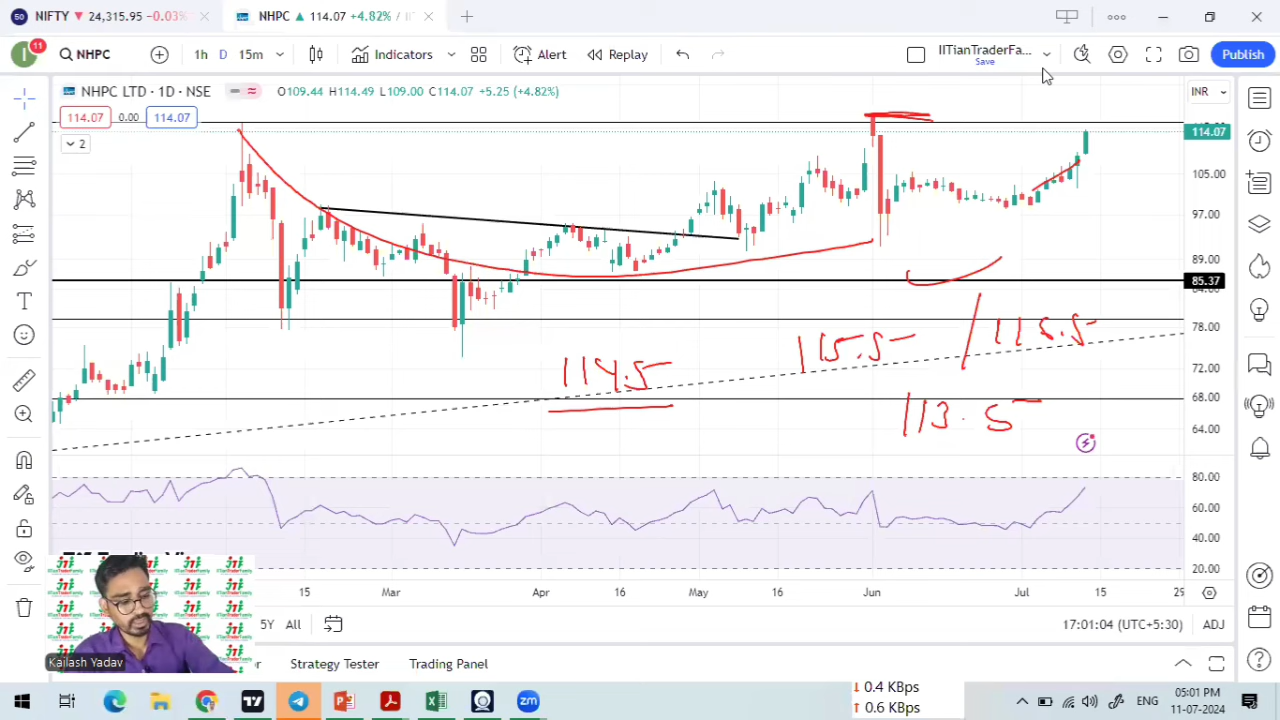 NIFTY ▼ 24,315.95 −0.03%
NHPC ▲ 114.07 +4.82% /
11
NHPC
1h D 15m
Indicators
Alert
Replay
IITianTraderFa...
Save
Publish
NHPC LTD · 1D · NSE
O109.44 H114.49 L109.00 C114.07 +5.25 (+4.82%)
INR
114.07 0.00 114.07
2
114.07
105.00
97.00
89.00
85.37
78.00
72.00
68.00
64.00
115.5
114.5
113.5
80.00
60.00
40.00
20.00
15 Mar Apr 16 May 16 Jun Jul 15 29
5Y All
17:01:04 (UTC+5:30) ADJ
Kailash Yadav
Strategy Tester
Trading Panel
0.4 KBps
0.6 KBps
ENG
05:01 PM
11-07-2024